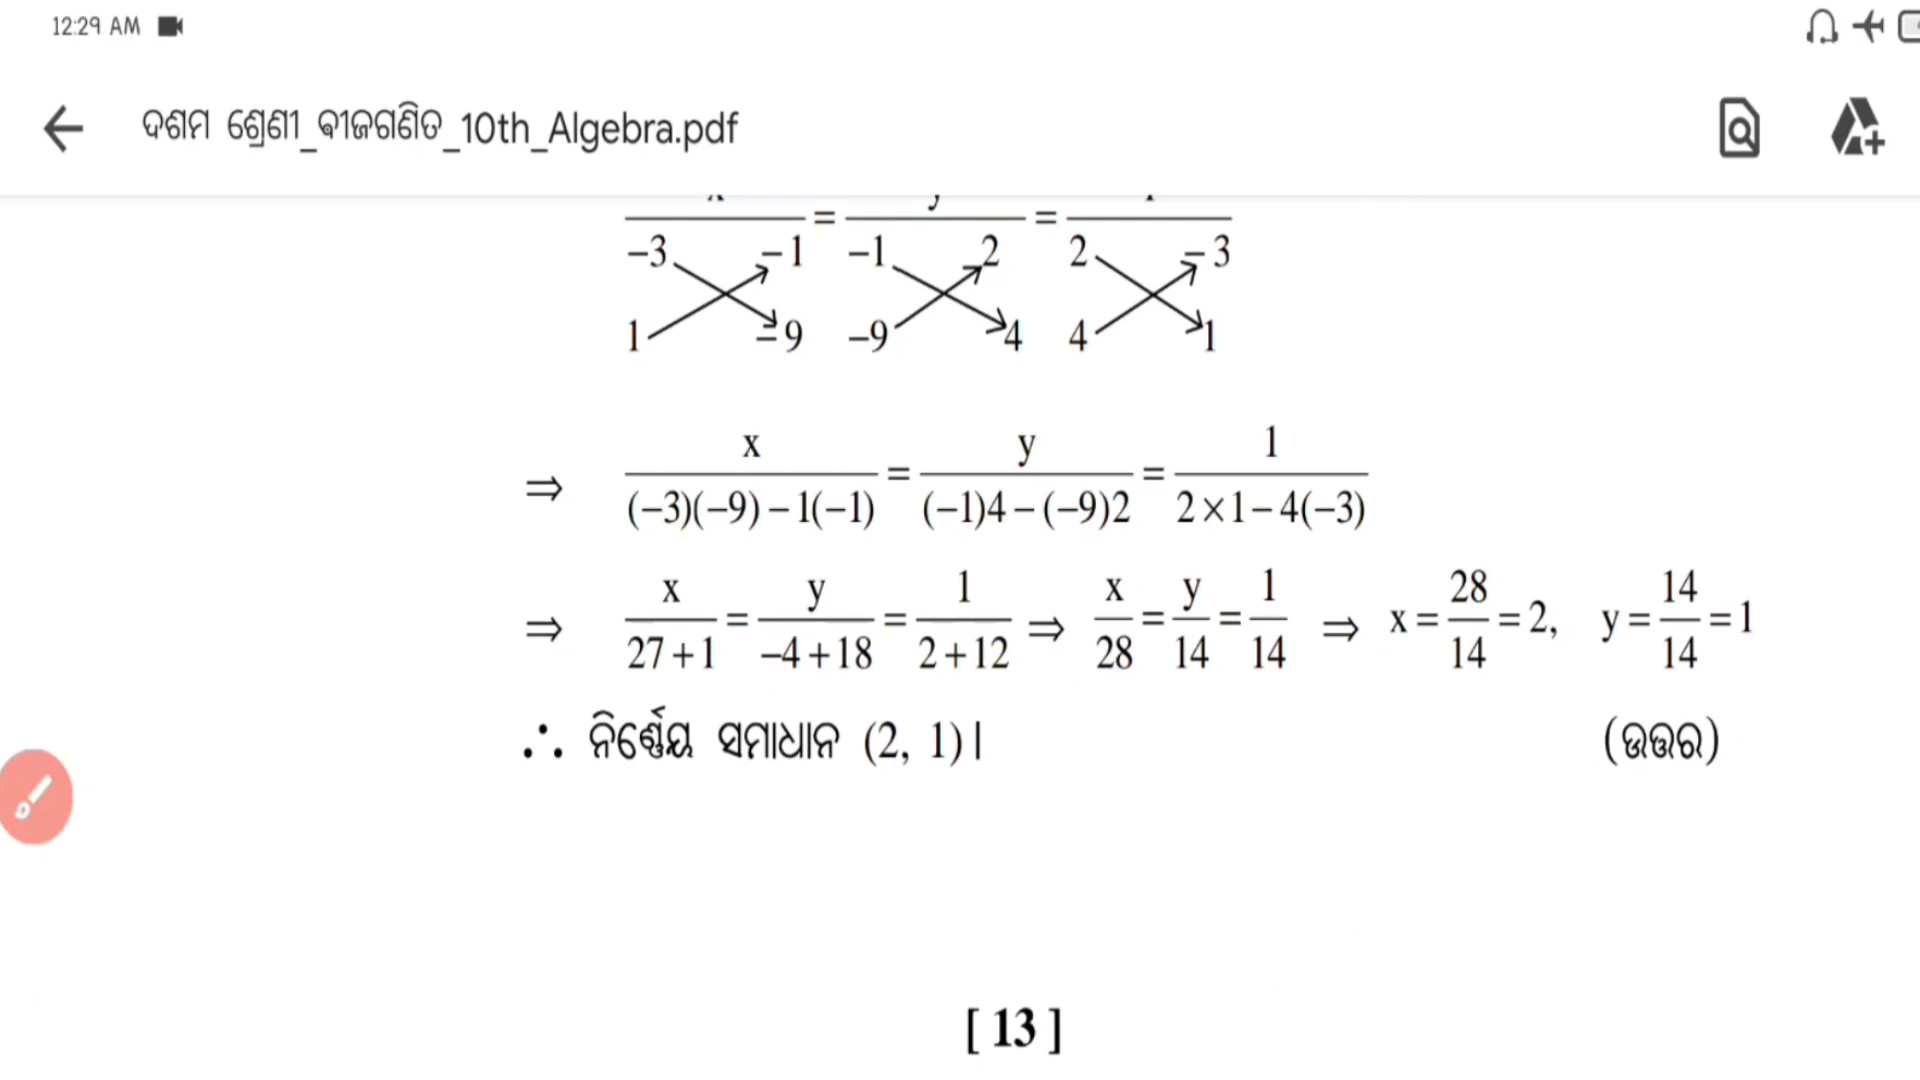 12:29 AM
ଦଶମ ଶ୍ରେଣୀ_ବୀଜଗଣିତ_10th_Algebra.pdf
= =
–3 –1 –1 2 2 –3
1 –9 –9 4 4 1
⇒ x/((–3)(–9) – 1(–1)) = y/((–1)4 – (–9)2) = 1/(2×1 – 4(–3))
⇒ x/(27+1) = y/(–4+18) = 1/(2+12) ⇒ x/28 = y/14 = 1/14 ⇒ x = 28/14 = 2, y = 14/14 = 1
∴ ନିର୍ଣ୍ଣେୟ ସମାଧାନ (2, 1)। (ଉତ୍ତର)
[ 13 ]